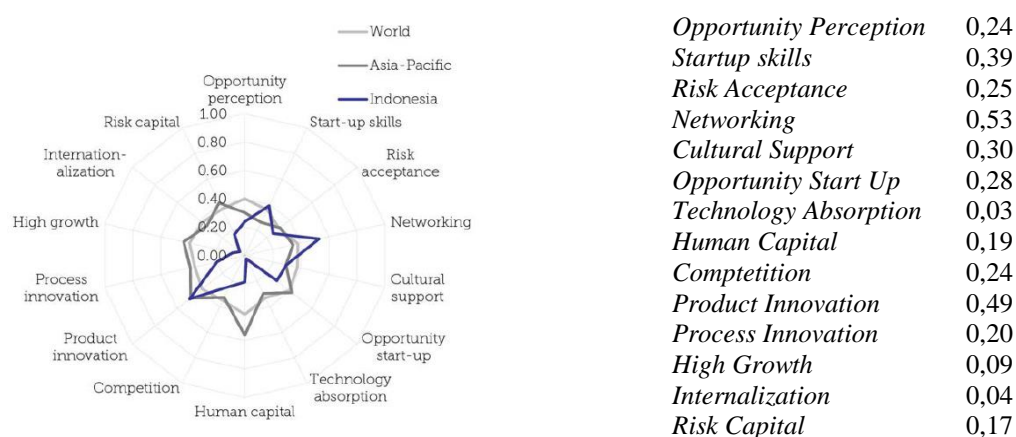 World
Asia-Pacific
Indonesia
Opportunity
perception
Start-up skills
Risk
acceptance
Networking
Cultural
support
Opportunity
start-up
Technology
absorption
Human capital
Competition
Product
innovation
Process
innovation
High growth
Internation-
alization
Risk capital
1.00
0.80
0.60
0.40
0.20
0.00
Opportunity Perception 0,24
Startup skills 0,39
Risk Acceptance 0,25
Networking 0,53
Cultural Support 0,30
Opportunity Start Up 0,28
Technology Absorption 0,03
Human Capital 0,19
Comptetition 0,24
Product Innovation 0,49
Process Innovation 0,20
High Growth 0,09
Internalization 0,04
Risk Capital 0,17